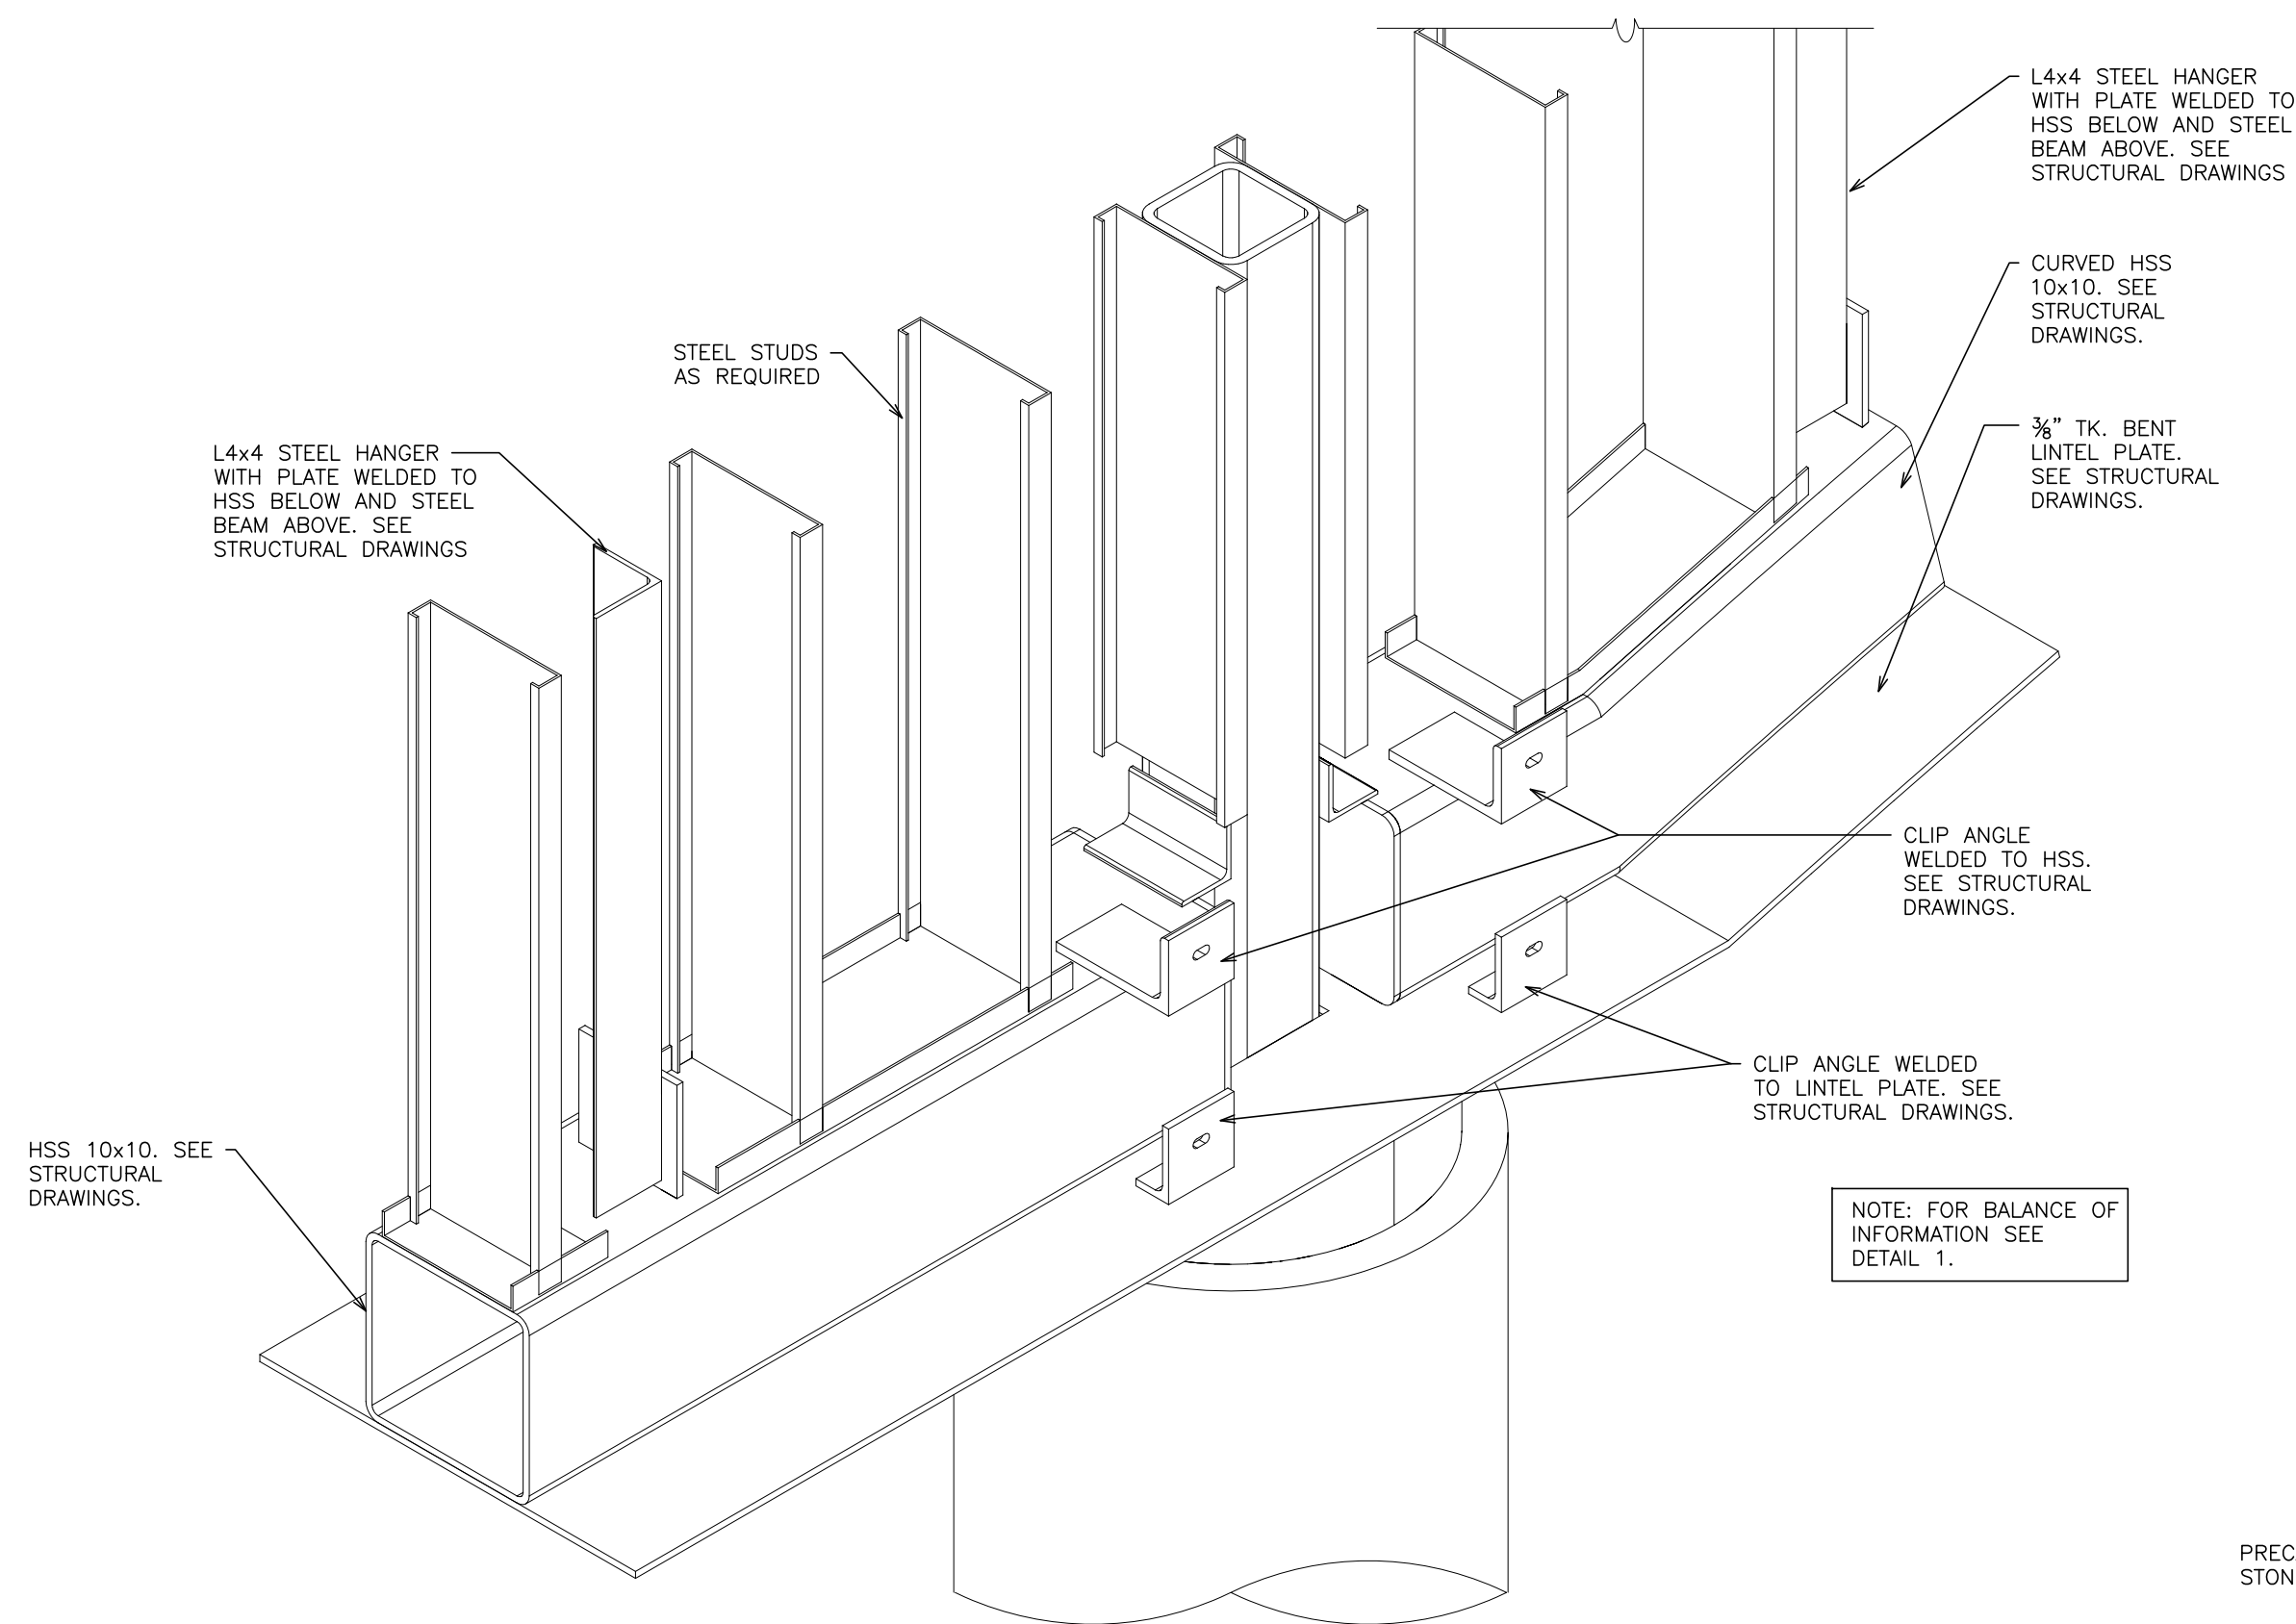 L4x4 STEEL HANGER
WITH PLATE WELDED TO
HSS BELOW AND STEEL
BEAM ABOVE. SEE
STRUCTURAL DRAWINGS
CURVED HSS
10x10. SEE
STRUCTURAL
DRAWINGS.
STEEL STUDS
AS REQUIRED
⅜" TK. BENT
LINTEL PLATE.
SEE STRUCTURAL
DRAWINGS.
L4x4 STEEL HANGER
WITH PLATE WELDED TO
HSS BELOW AND STEEL
BEAM ABOVE. SEE
STRUCTURAL DRAWINGS
CLIP ANGLE
WELDED TO HSS.
SEE STRUCTURAL
DRAWINGS.
CLIP ANGLE WELDED
TO LINTEL PLATE. SEE
STRUCTURAL DRAWINGS.
HSS 10x10. SEE
STRUCTURAL
DRAWINGS.
NOTE: FOR BALANCE OF
INFORMATION SEE
DETAIL 1.
PREC
STON